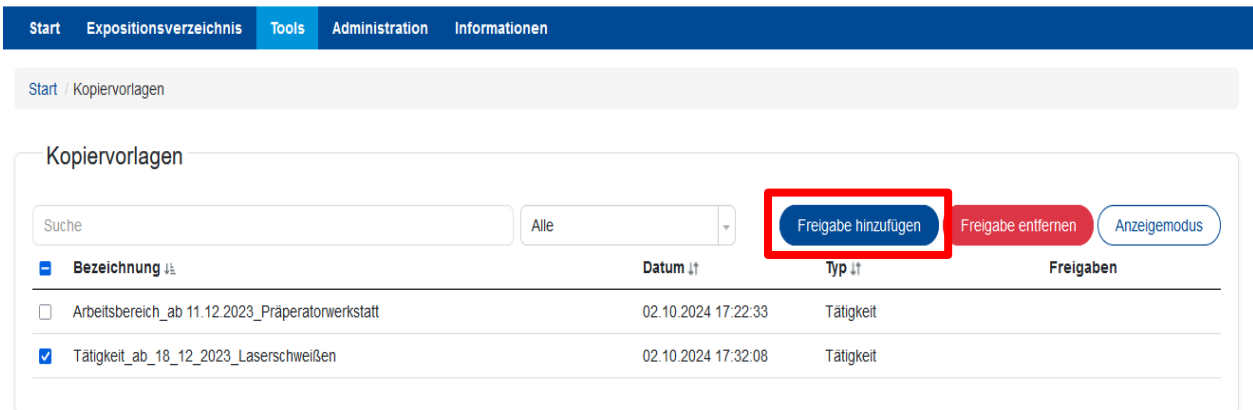 Start Expositionsverzeichnis Tools Administration Informationen
Start / Kopiervorlagen
Kopiervorlagen
Suche Alle Freigabe hinzufügen Freigabe entfernen Anzeigemodus
Bezeichnung Datum Typ Freigaben
Arbeitsbereich_ab 11.12.2023_Präperatorwerkstatt 02.10.2024 17:22:33 Tätigkeit
Tätigkeit_ab_18_12_2023_Laserschweißen 02.10.2024 17:32:08 Tätigkeit